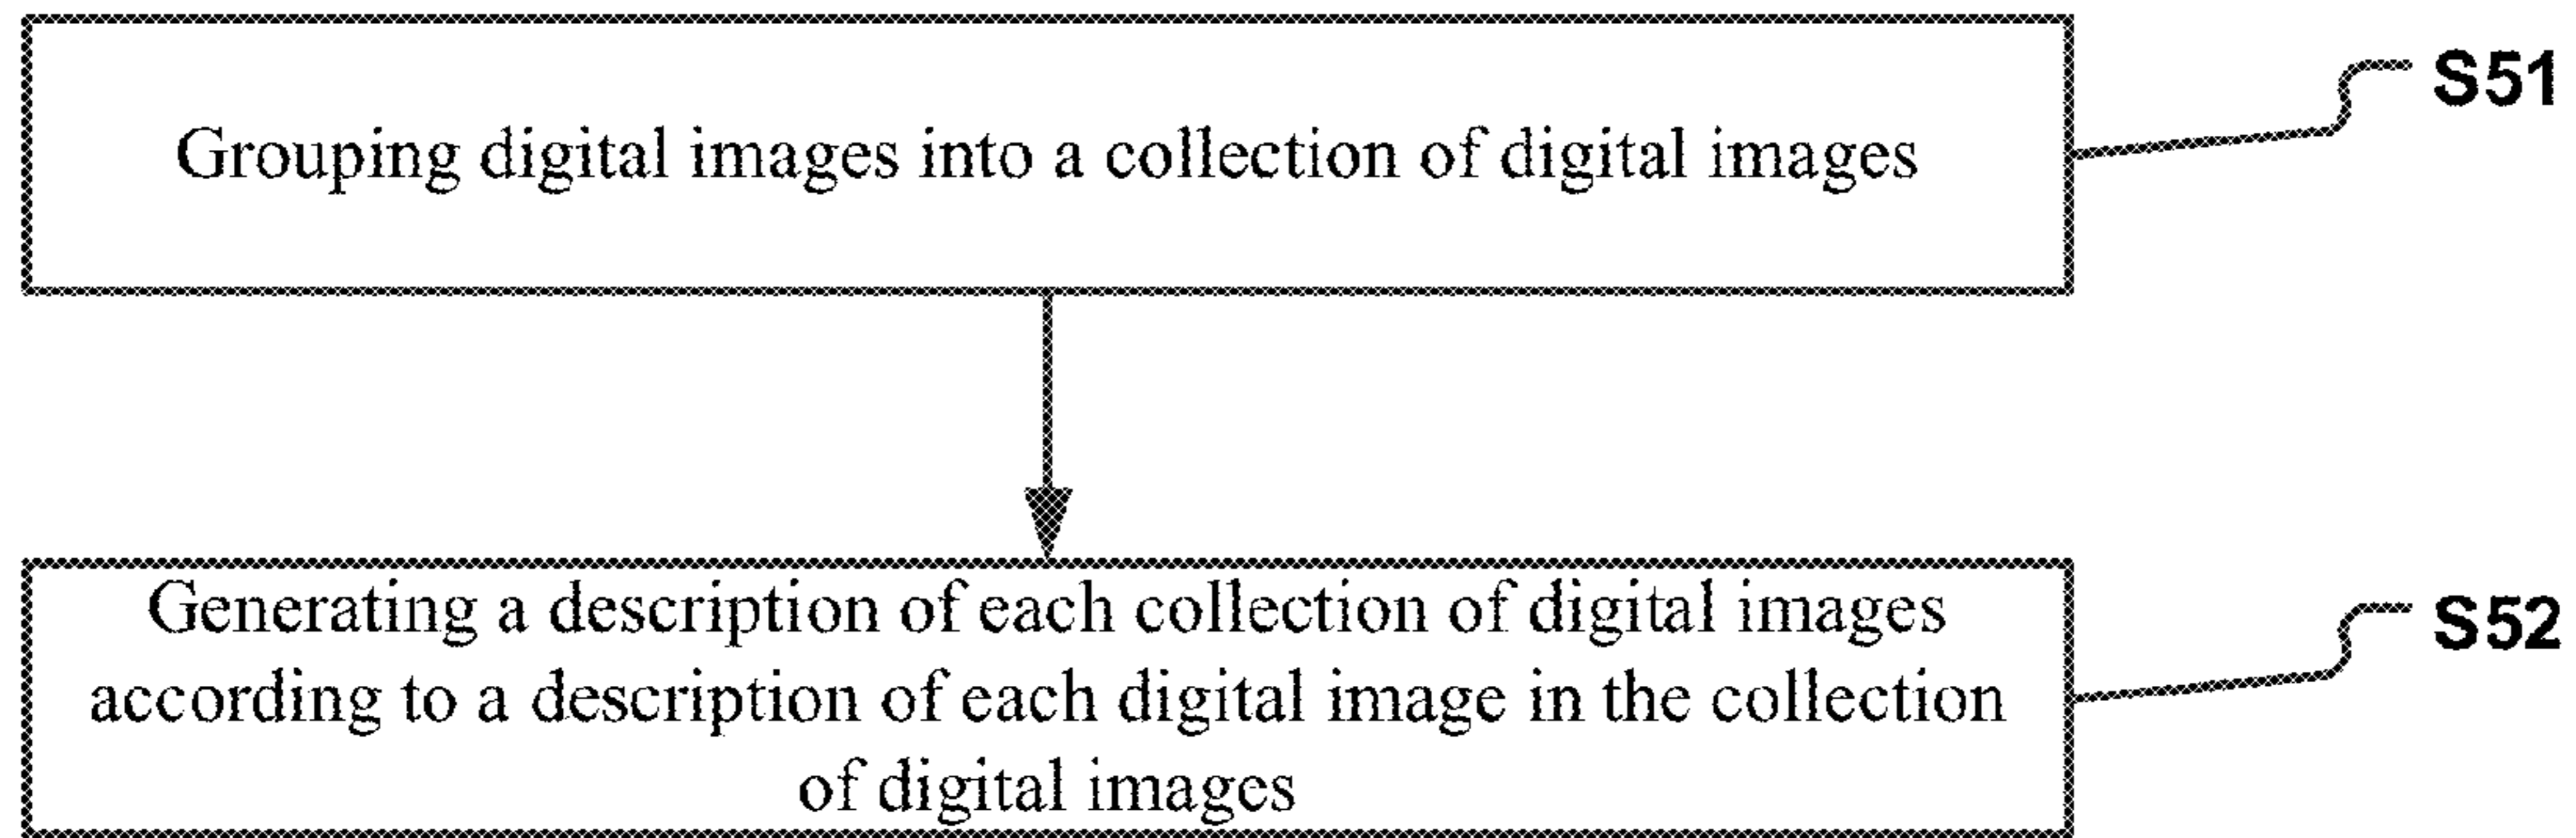 Grouping digital images into a collection of digital images
S51
Generating a description of each collection of digital images
according to a description of each digital image in the collection
of digital images
S52